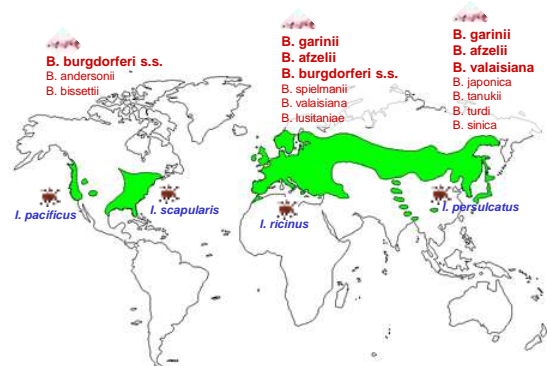 B. burgdorferi s.s.
B. andersonii
B. bissettii
B. garinii
B. afzelii
B. burgdorferi s.s.
B. spielmanii
B. valaisiana
B. lusitaniae
B. garinii
B. afzelii
B. valaisiana
B. japonica
B. tanukii
B. turdi
B. sinica
I. pacificus
I. scapularis
I. ricinus
I. persulcatus